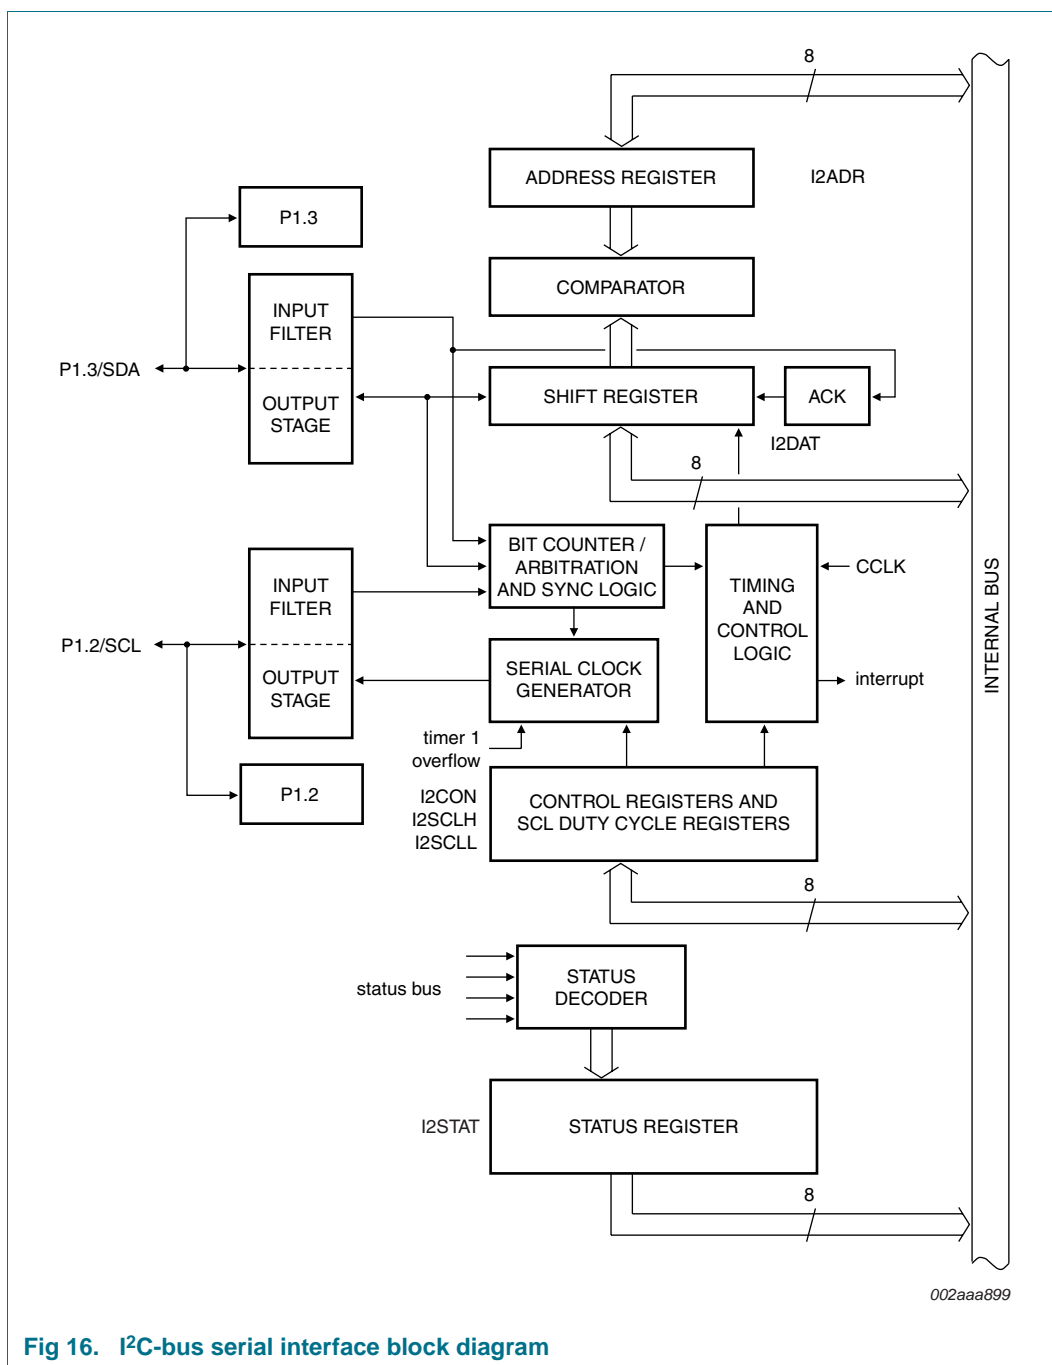 8
ADDRESS REGISTER
I2ADR
P1.3
COMPARATOR
INPUT
FILTER
P1.3/SDA
OUTPUT
STAGE
SHIFT REGISTER
ACK
I2DAT
8
BIT COUNTER /
ARBITRATION
AND SYNC LOGIC
INPUT
FILTER
TIMING
AND
CONTROL
LOGIC
CCLK
INTERNAL BUS
P1.2/SCL
OUTPUT
STAGE
SERIAL CLOCK
GENERATOR
interrupt
timer 1
overflow
P1.2
I2CON
I2SCLH
I2SCLL
CONTROL REGISTERS AND
SCL DUTY CYCLE REGISTERS
8
status bus
STATUS
DECODER
I2STAT
STATUS REGISTER
8
002aaa899
Fig 16. I²C-bus serial interface block diagram